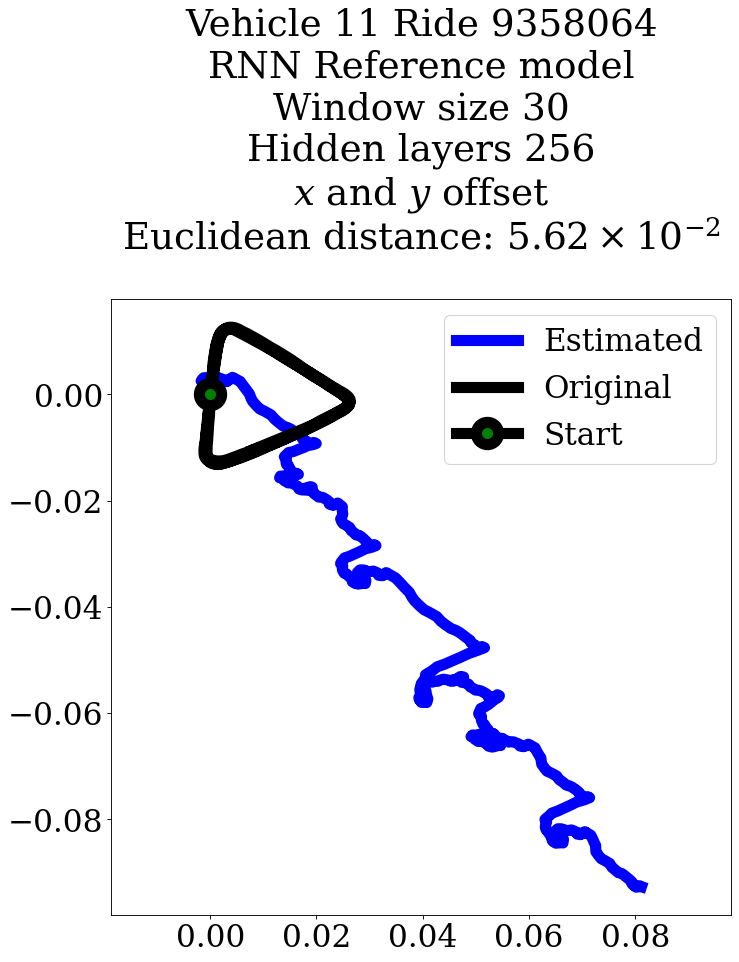 Vehicle 11 Ride 9358064
RNN Reference model
Window size 30
Hidden layers 256
x and y offset
Euclidean distance: 5.62 × 10⁻²
Estimated
Original
Start
0.00
−0.02
−0.04
−0.06
−0.08
0.00 0.02 0.04 0.06 0.08